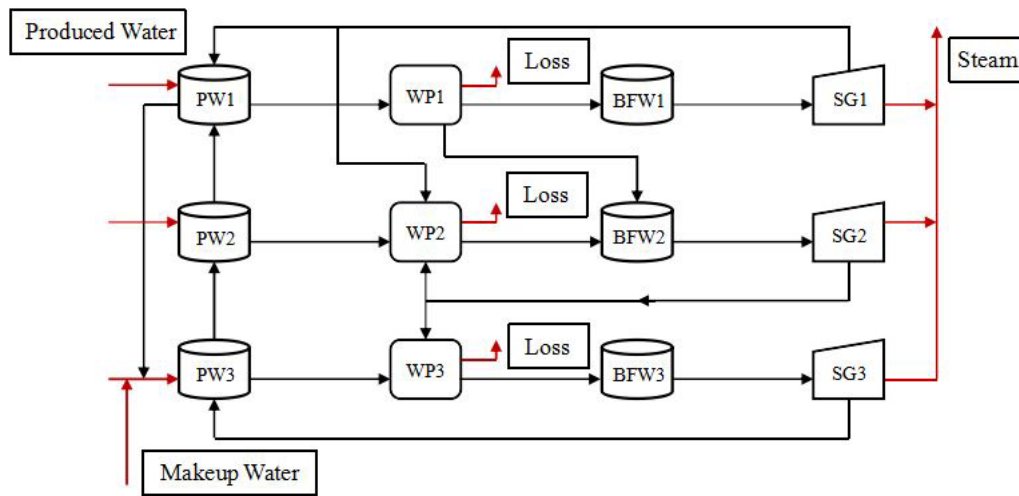 Produced Water
Loss
Steam
PW1
WP1
BFW1
SG1
Loss
PW2
WP2
BFW2
SG2
Loss
PW3
WP3
BFW3
SG3
Makeup Water